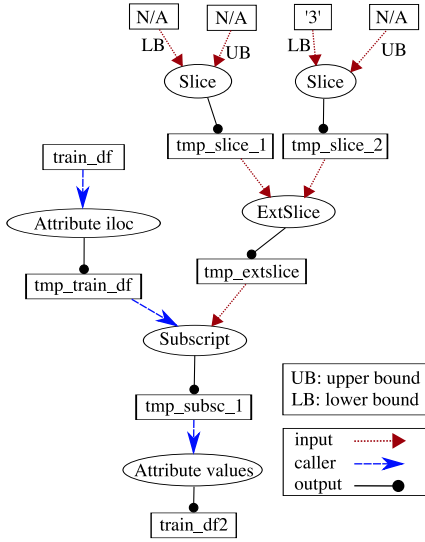 N/A
N/A
'3'
N/A
LB
UB
LB
UB
Slice
Slice
tmp_slice_1
tmp_slice_2
train_df
Attribute iloc
ExtSlice
tmp_train_df
tmp_extslice
Subscript
UB: upper bound
LB: lower bound
tmp_subsc_1
input
caller
output
Attribute values
train_df2